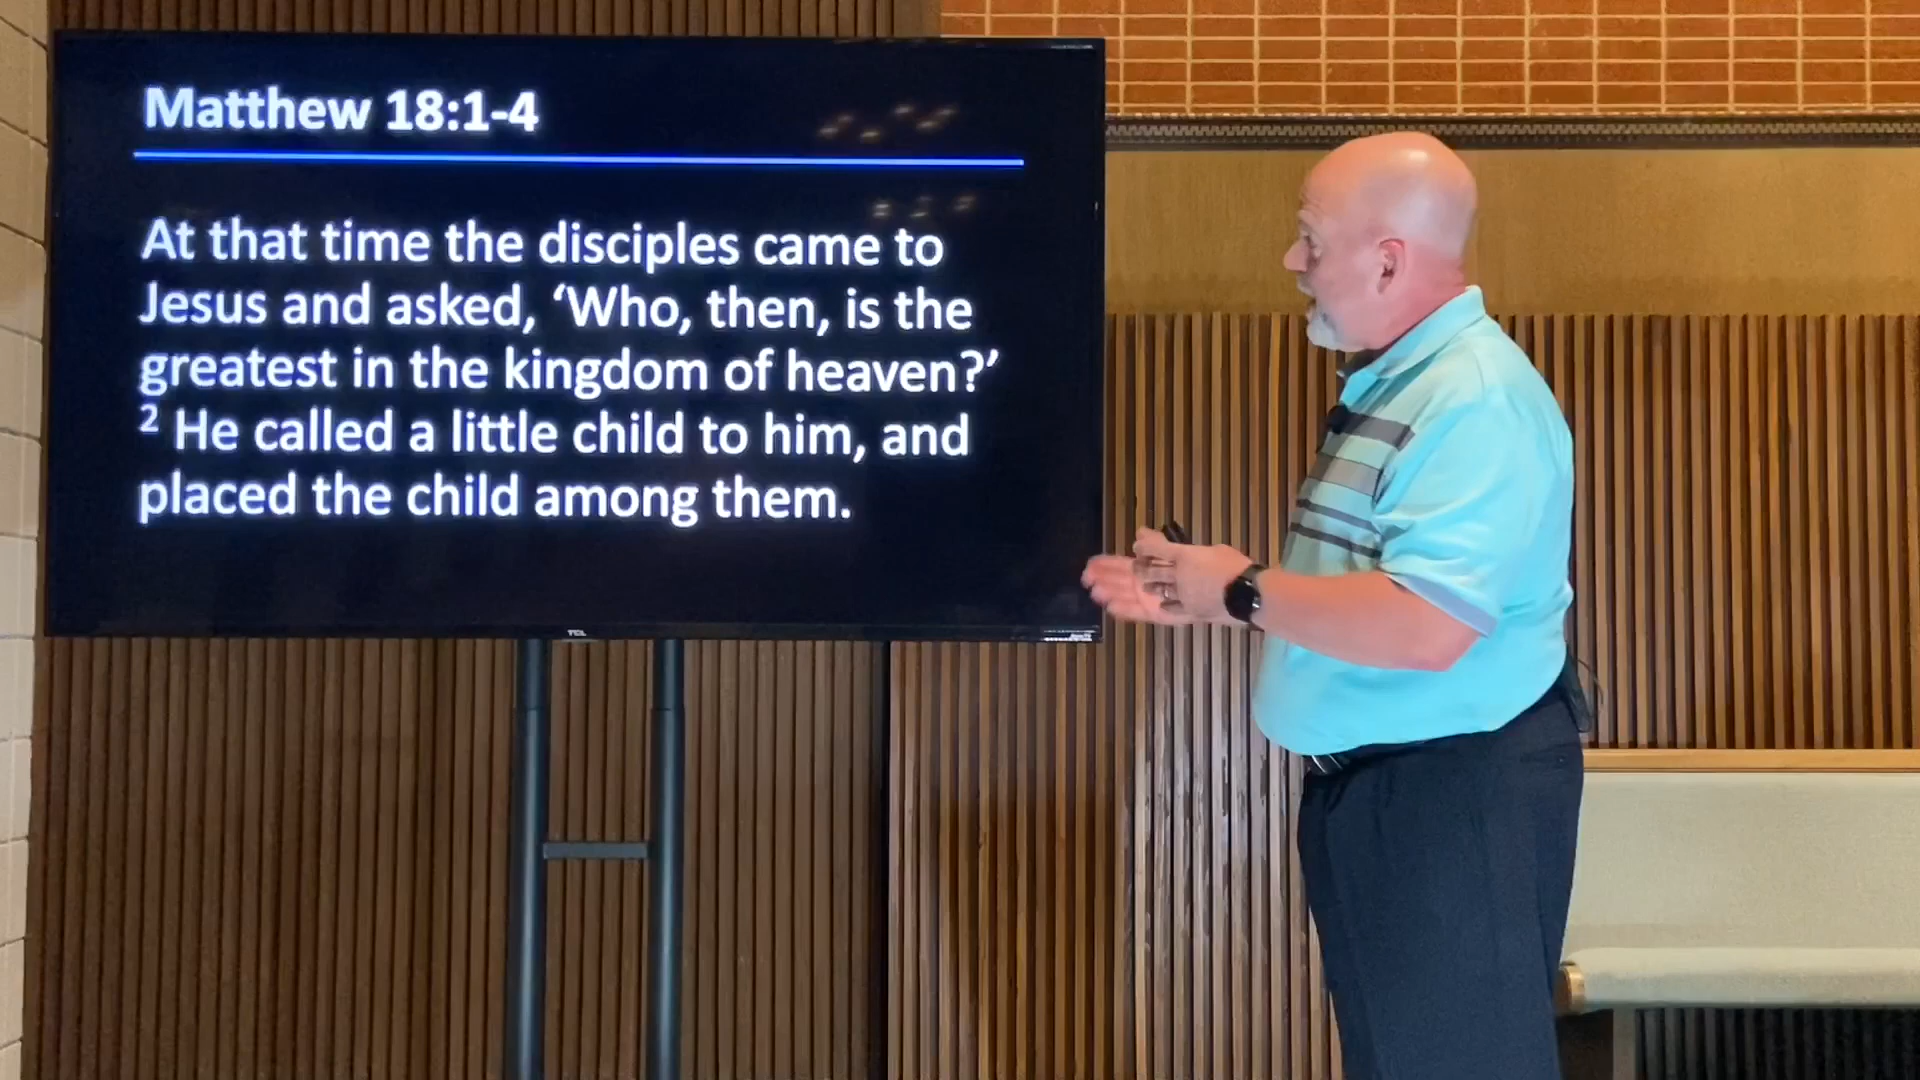 Matthew 18:1-4
At that time the disciples came to
Jesus and asked, ‘Who, then, is the
greatest in the kingdom of heaven?’
2 He called a little child to him, and
placed the child among them.
TCL